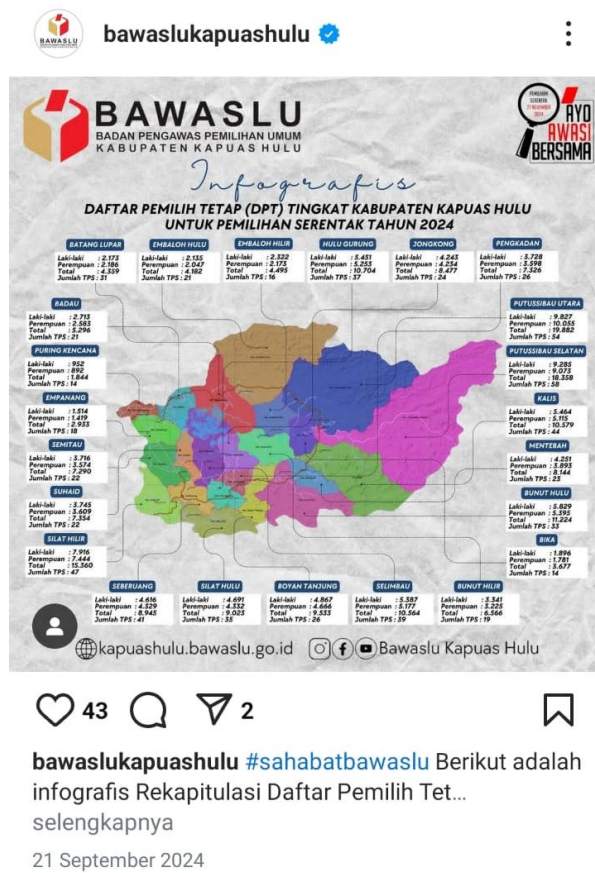 bawaslukapuashulu
BAWASLU
BAWASLU
BADAN PENGAWAS PEMILIHAN UMUM
KABUPATEN KAPUAS HULU
PEMILIHAN
SERENTAK
27 NOVEMBER
2024
AYO
AWASI
BERSAMA
Infografis
DAFTAR PEMILIH TETAP (DPT) TINGKAT KABUPATEN KAPUAS HULU
UNTUK PEMILIHAN SERENTAK TAHUN 2024
BATANG LUPAR
Laki-laki : 2.173
Perempuan : 2.186
Total : 4.359
Jumlah TPS : 31
EMBALOH HULU
Laki-laki : 2.135
Perempuan : 2.047
Total : 4.182
Jumlah TPS : 21
EMBALOH HILIR
Laki-laki : 2.322
Perempuan : 2.173
Total : 4.495
Jumlah TPS : 16
HULU GURUNG
Laki-laki : 5.451
Perempuan : 5.253
Total : 10.704
Jumlah TPS : 37
JONGKONG
Laki-laki : 4.243
Perempuan : 4.234
Total : 8.477
Jumlah TPS : 24
PENGKADAN
Laki-laki : 3.728
Perempuan : 3.598
Total : 7.326
Jumlah TPS : 26
BADAU
Laki-laki : 2.713
Perempuan : 2.583
Total : 5.296
Jumlah TPS : 21
PURING KENCANA
Laki-laki : 952
Perempuan : 892
Total : 1.844
Jumlah TPS : 14
EMPANANG
Laki-laki : 1.514
Perempuan : 1.419
Total : 2.933
Jumlah TPS : 18
SEMITAU
Laki-laki : 3.716
Perempuan : 3.574
Total : 7.290
Jumlah TPS : 22
SUHAID
Laki-laki : 3.745
Perempuan : 3.609
Total : 7.354
Jumlah TPS : 22
SILAT HILIR
Laki-laki : 7.916
Perempuan : 7.444
Total : 15.360
Jumlah TPS : 47
PUTUSSIBAU UTARA
Laki-laki : 9.827
Perempuan : 10.055
Total : 19.882
Jumlah TPS : 54
PUTUSSIBAU SELATAN
Laki-laki : 9.285
Perempuan : 9.073
Total : 18.358
Jumlah TPS : 58
KALIS
Laki-laki : 5.464
Perempuan : 5.115
Total : 10.579
Jumlah TPS : 44
MENTEBAH
Laki-laki : 4.251
Perempuan : 3.893
Total : 8.144
Jumlah TPS : 23
BUNUT HULU
Laki-laki : 5.829
Perempuan : 5.395
Total : 11.224
Jumlah TPS : 33
BIKA
Laki-laki : 1.896
Perempuan : 1.781
Total : 3.677
Jumlah TPS : 14
SEBERUANG
Laki-laki : 4.616
Perempuan : 4.329
Total : 8.945
Jumlah TPS : 41
SILAT HULU
Laki-laki : 4.691
Perempuan : 4.332
Total : 9.023
Jumlah TPS : 35
BOYAN TANJUNG
Laki-laki : 4.867
Perempuan : 4.666
Total : 9.533
Jumlah TPS : 26
SELIMBAU
Laki-laki : 5.387
Perempuan : 5.177
Total : 10.564
Jumlah TPS : 39
BUNUT HILIR
Laki-laki : 3.341
Perempuan : 3.225
Total : 6.566
Jumlah TPS : 19
kapuashulu.bawaslu.go.id
Bawaslu Kapuas Hulu
43
2
bawaslukapuashulu #sahabatbawaslu Berikut adalah
infografis Rekapitulasi Daftar Pemilih Tet...
selengkapnya
21 September 2024